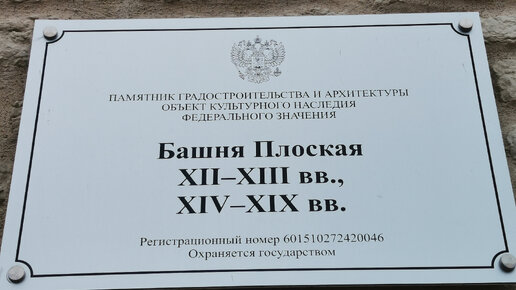 ПАМЯТНИК ГРАДОСТРОИТЕЛЬСТВА И АРХИТЕКТУРЫ
ОБЪЕКТ КУЛЬТУРНОГО НАСЛЕДИЯ
ФЕДЕРАЛЬНОГО ЗНАЧЕНИЯ
Башня Плоская
XII–XIII вв.,
XIV–XIX вв.
Регистрационный номер 601510272420046
Охраняется государством